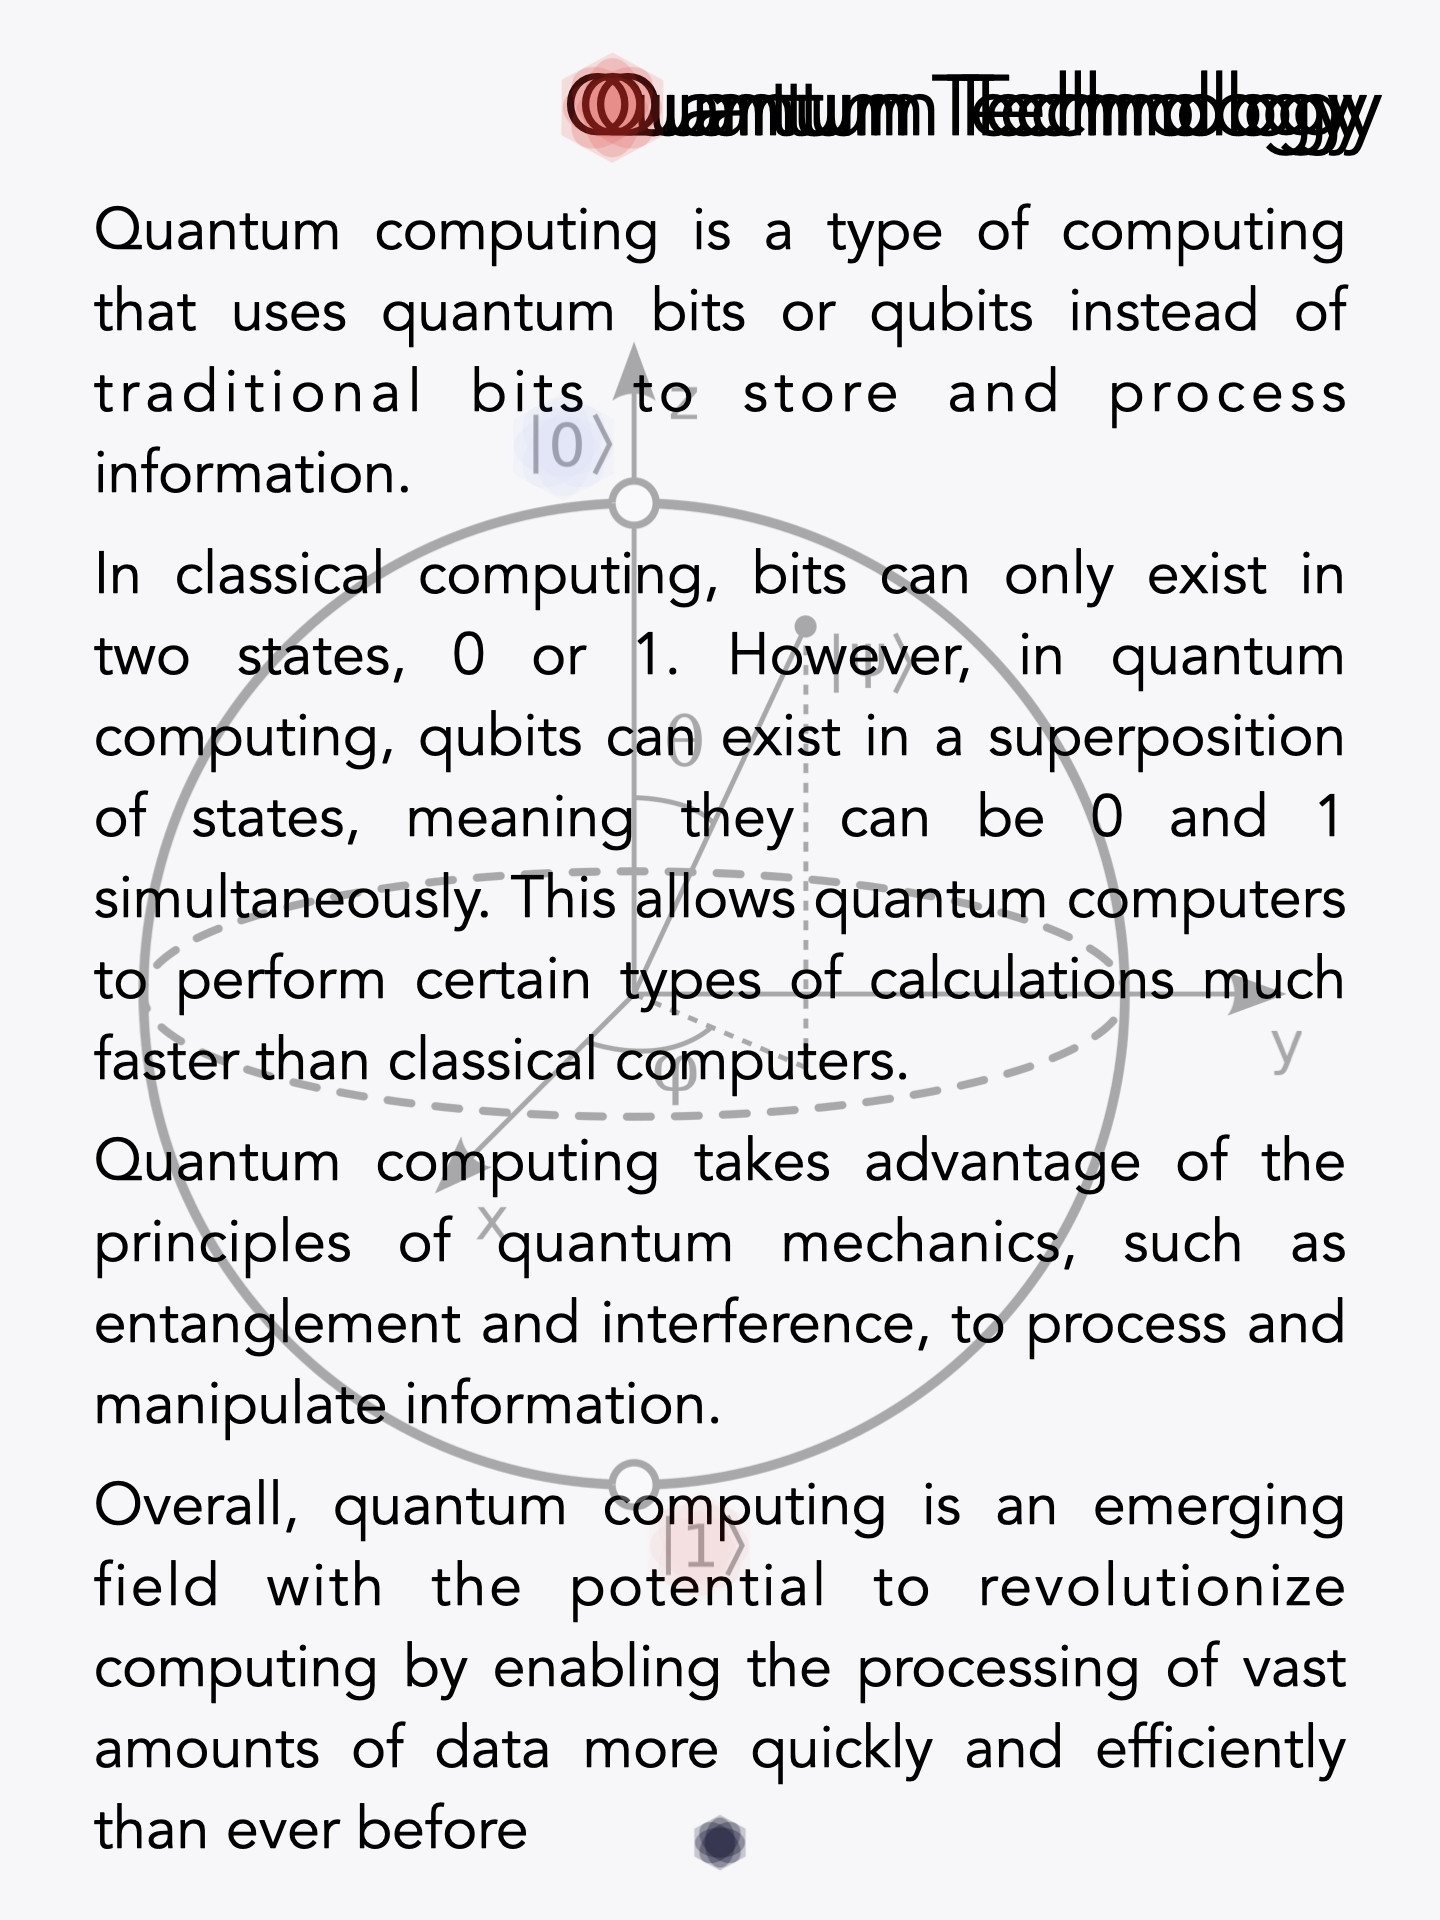 Quantum Technology
Quantum computing is a type of computing
that uses quantum bits or qubits instead of
traditional bits to store and process
information.
In classical computing, bits can only exist in
two states, 0 or 1. However, in quantum
computing, qubits can exist in a superposition
of states, meaning they can be 0 and 1
simultaneously. This allows quantum computers
to perform certain types of calculations much
faster than classical computers.
Quantum computing takes advantage of the
principles of quantum mechanics, such as
entanglement and interference, to process and
manipulate information.
Overall, quantum computing is an emerging
field with the potential to revolutionize
computing by enabling the processing of vast
amounts of data more quickly and efficiently
than ever before
z
|0⟩
|ψ⟩
θ
φ
y
x
|1⟩